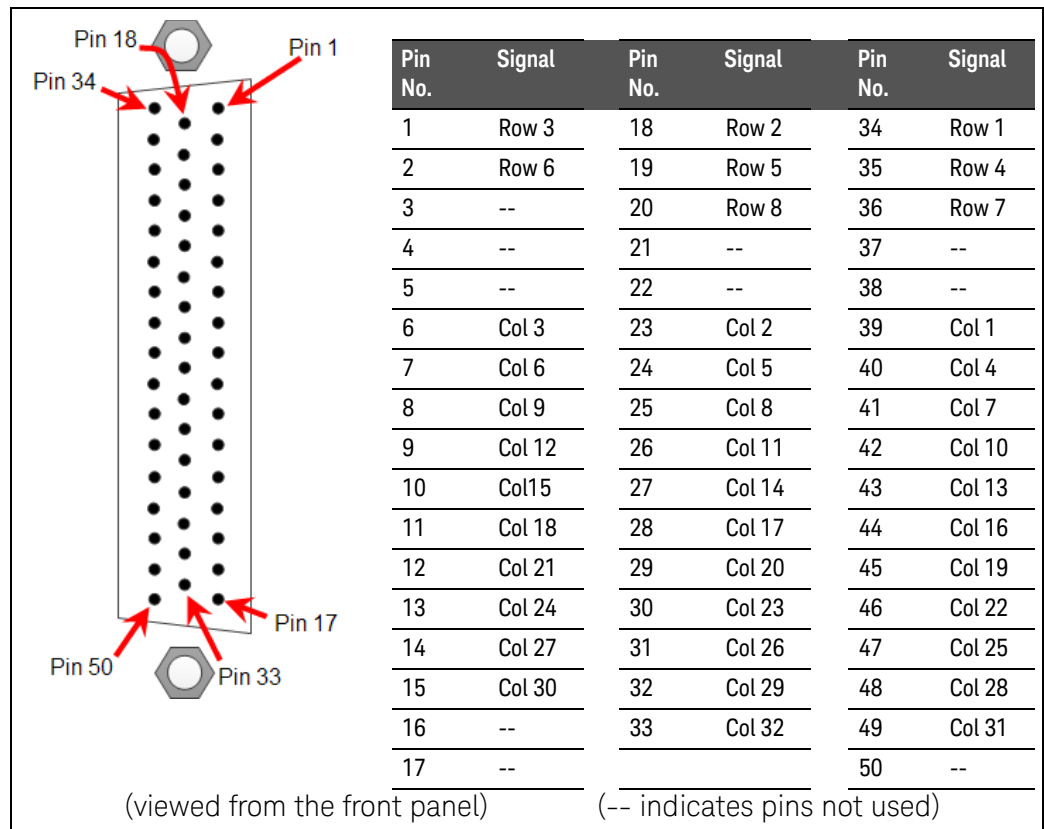 Pin 18
Pin 1
Pin 34
Pin 17
Pin 50
Pin 33
Pin No. Signal Pin No. Signal Pin No. Signal
1 Row 3 18 Row 2 34 Row 1
2 Row 6 19 Row 5 35 Row 4
3 -- 20 Row 8 36 Row 7
4 -- 21 -- 37 --
5 -- 22 -- 38 --
6 Col 3 23 Col 2 39 Col 1
7 Col 6 24 Col 5 40 Col 4
8 Col 9 25 Col 8 41 Col 7
9 Col 12 26 Col 11 42 Col 10
10 Col15 27 Col 14 43 Col 13
11 Col 18 28 Col 17 44 Col 16
12 Col 21 29 Col 20 45 Col 19
13 Col 24 30 Col 23 46 Col 22
14 Col 27 31 Col 26 47 Col 25
15 Col 30 32 Col 29 48 Col 28
16 -- 33 Col 32 49 Col 31
17 -- 50 --
(viewed from the front panel) (-- indicates pins not used)